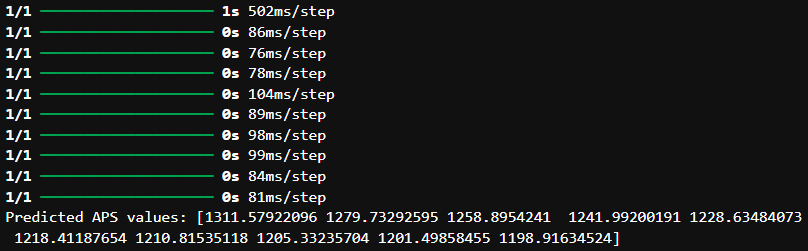 1/1 ━━━━━━━━━━━━━━━━━━━━ 1s 502ms/step
1/1 ━━━━━━━━━━━━━━━━━━━━ 0s 86ms/step
1/1 ━━━━━━━━━━━━━━━━━━━━ 0s 76ms/step
1/1 ━━━━━━━━━━━━━━━━━━━━ 0s 78ms/step
1/1 ━━━━━━━━━━━━━━━━━━━━ 0s 104ms/step
1/1 ━━━━━━━━━━━━━━━━━━━━ 0s 89ms/step
1/1 ━━━━━━━━━━━━━━━━━━━━ 0s 98ms/step
1/1 ━━━━━━━━━━━━━━━━━━━━ 0s 99ms/step
1/1 ━━━━━━━━━━━━━━━━━━━━ 0s 84ms/step
1/1 ━━━━━━━━━━━━━━━━━━━━ 0s 81ms/step
Predicted APS values: [1311.57922096 1279.73292595 1258.8954241  1241.99200191 1228.63484073
 1218.41187654 1210.81535118 1205.33235704 1201.49858455 1198.91634524]